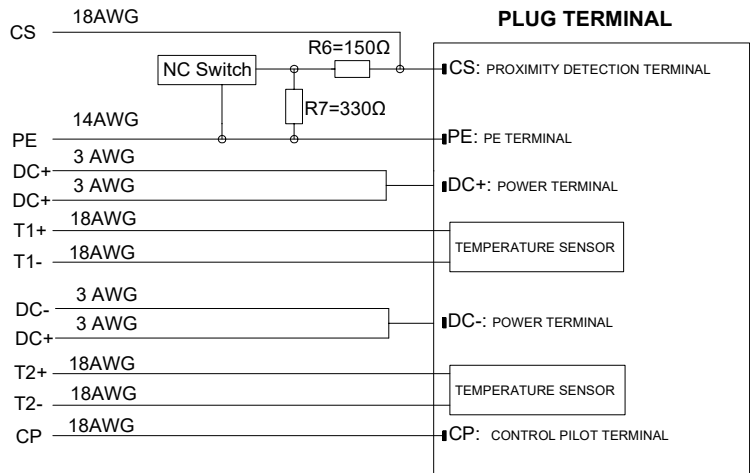 PLUG TERMINAL
CS 18AWG
R6=150Ω
NC Switch
CS: PROXIMITY DETECTION TERMINAL
R7=330Ω
PE 14AWG
PE: PE TERMINAL
DC+ 3 AWG
DC+ 3 AWG
DC+: POWER TERMINAL
T1+ 18AWG
TEMPERATURE SENSOR
T1- 18AWG
DC- 3 AWG
DC+ 3 AWG
DC-: POWER TERMINAL
T2+ 18AWG
TEMPERATURE SENSOR
T2- 18AWG
CP 18AWG
CP: CONTROL PILOT TERMINAL